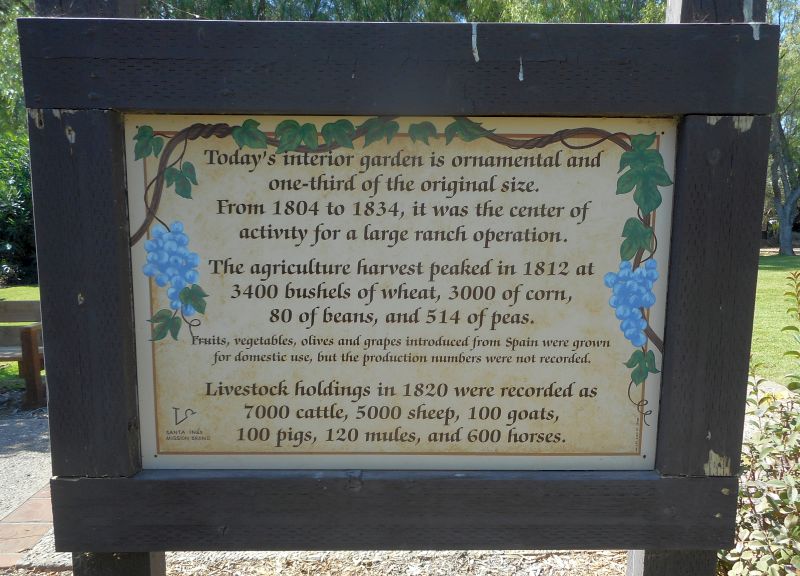 Today's interior garden is ornamental and
one-third of the original size.
From 1804 to 1834, it was the center of
activity for a large ranch operation.
The agriculture harvest peaked in 1812 at
3400 bushels of wheat, 3000 of corn,
80 of beans, and 514 of peas.
Fruits, vegetables, olives and grapes introduced from Spain were grown
for domestic use, but the production numbers were not recorded.
Livestock holdings in 1820 were recorded as
7000 cattle, 5000 sheep, 100 goats,
100 pigs, 120 mules, and 600 horses.
SANTA INÉS
MISSION BRAND